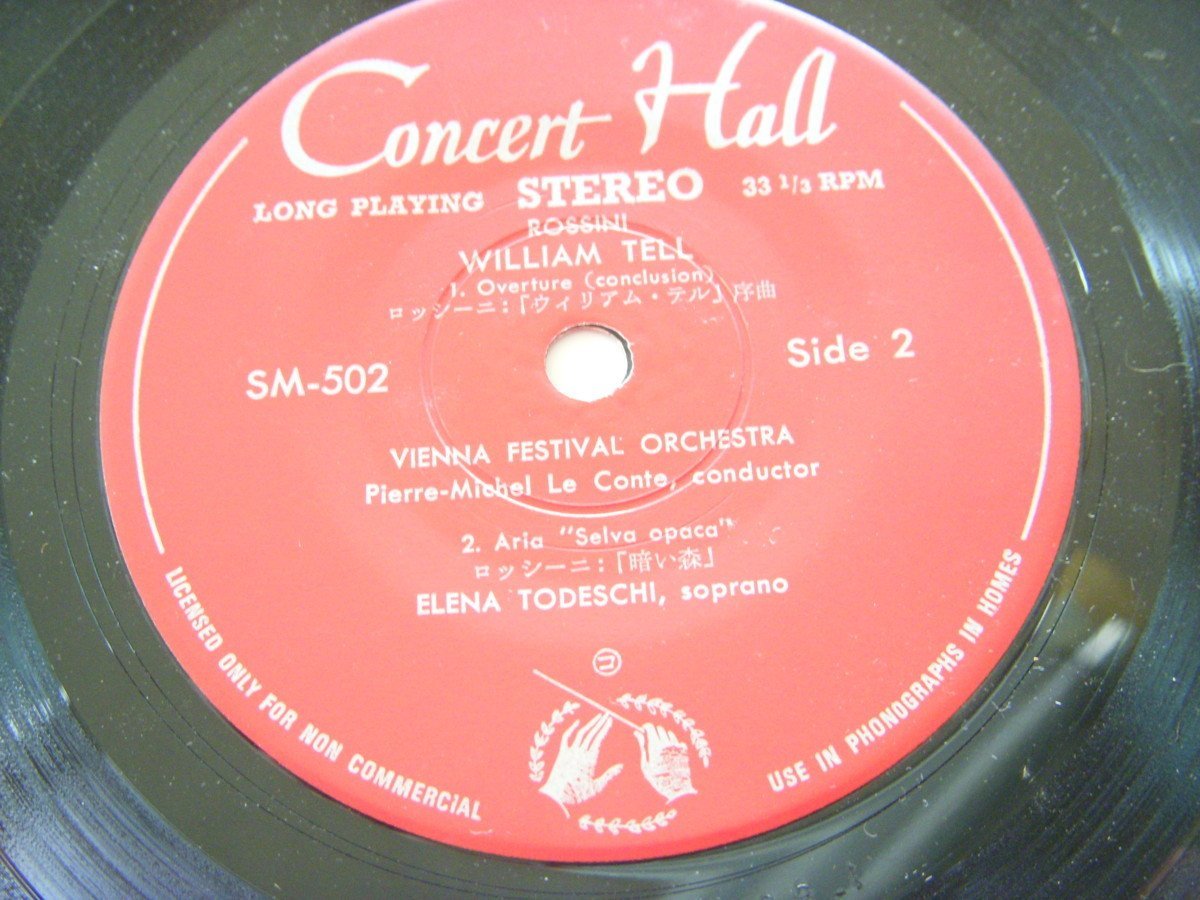 Concert Hall
LONG PLAYING STEREO 33 1/3 RPM
ROSSINI
WILLIAM TELL
1. Overture (conclusion)
ロッシーニ:「ウィリアム・テル」序曲
SM-502
Side 2
VIENNA FESTIVAL ORCHESTRA
Pierre-Michel Le Conte, conductor
2. Aria "Selva opaca"
ロッシーニ:「暗い森」
ELENA TODESCHI, soprano
コ
LICENSED ONLY FOR NON COMMERCIAL
USE IN PHONOGRAPHS IN HOMES